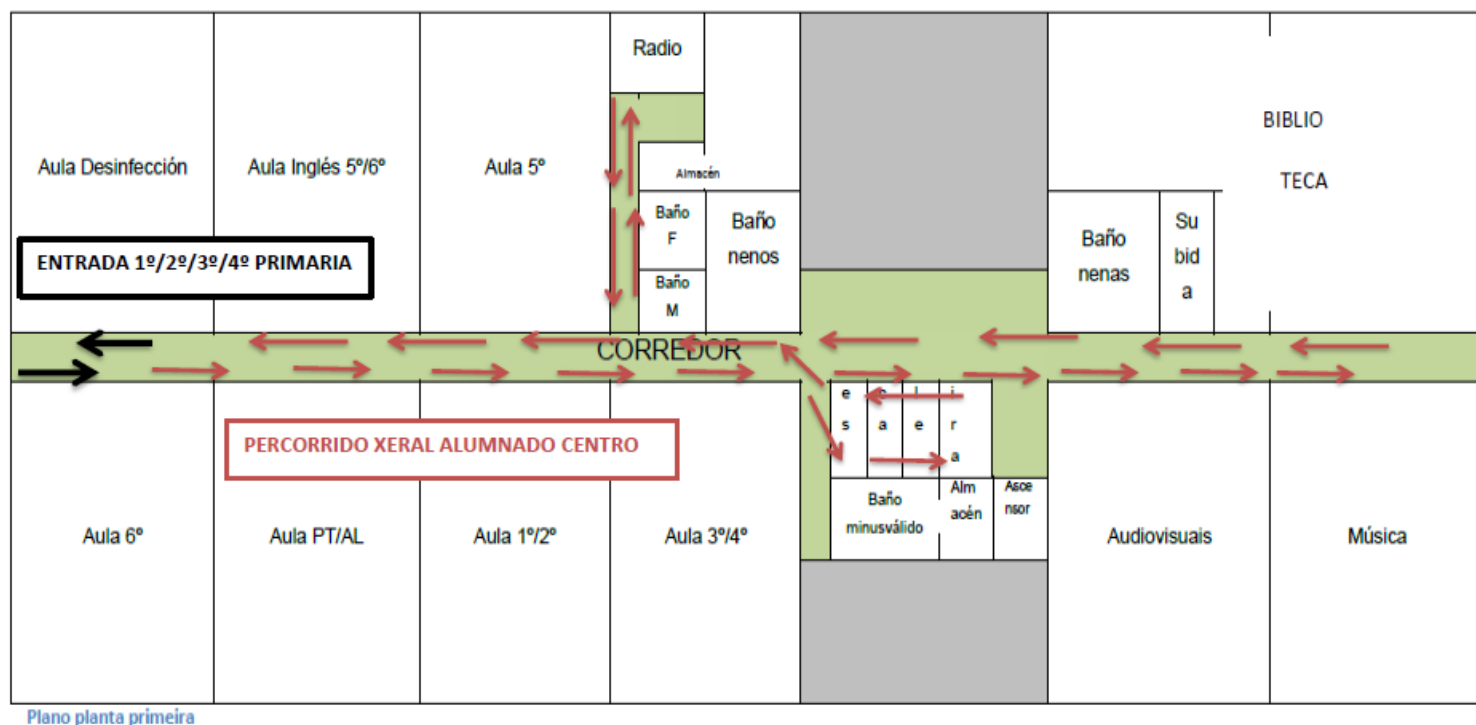 Radio
BIBLIO
Aula Desinfección
Aula Inglés 5º/6º
Aula 5º
Almacén
TECA
Baño
F
Baño
nenos
Baño
nenas
Su
bid
a
ENTRADA 1º/2º/3º/4º PRIMARIA
Baño
M
CORREDOR
e c l i
s a e r a
PERCORRIDO XERAL ALUMNADO CENTRO
Baño
minusválido
Alm
acén
Asce
nsor
Aula 6º
Aula PT/AL
Aula 1º/2º
Aula 3º/4º
Audiovisuais
Música
Plano planta primeira